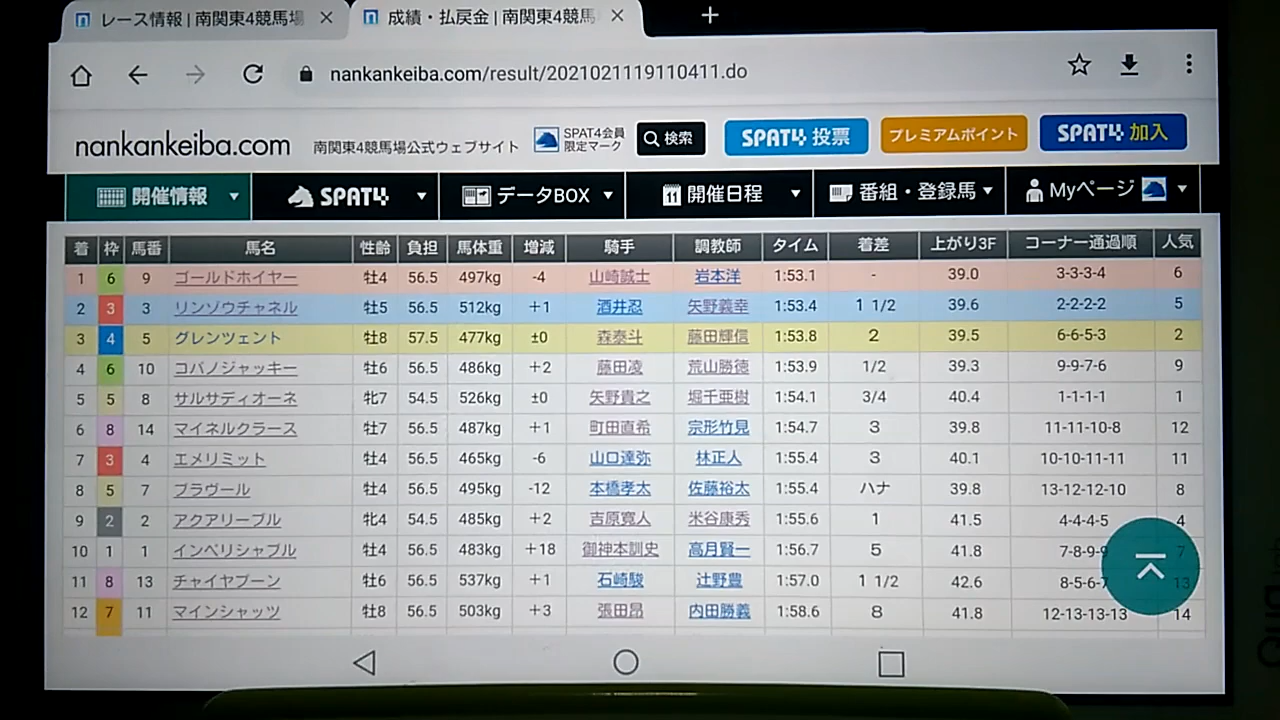 レース情報 | 南関東4競馬場
成績・払戻金 | 南関東4競馬
nankankeiba.com/result/2021021119110411.do
nankankeiba.com 南関東4競馬場公式ウェブサイト SPAT4会員 限定マーク 検索 SPAT4 投票 プレミアムポイント SPAT4 加入
開催情報 SPAT4 データBOX 11 開催日程 番組・登録馬 Myページ
着 枠 馬番 馬名 性齢 負担 馬体重 増減 騎手 調教師 タイム 着差 上がり3F コーナー通過順 人気
1 6 9 ゴールドホイヤー 牡4 56.5 497kg -4 山崎誠士 岩本洋 1:53.1 - 39.0 3-3-3-4 6
2 3 3 リンゾウチャネル 牡5 56.5 512kg +1 酒井忍 矢野義幸 1:53.4 1 1/2 39.6 2-2-2-2 5
3 4 5 グレンツェント 牡8 57.5 477kg ±0 森泰斗 藤田輝信 1:53.8 2 39.5 6-6-5-3 2
4 6 10 コバノジャッキー 牡6 56.5 486kg +2 藤田凌 荒山勝徳 1:53.9 1/2 39.3 9-9-7-6 9
5 5 8 サルサディオーネ 牝7 54.5 526kg ±0 矢野貴之 堀千亜樹 1:54.1 3/4 40.4 1-1-1-1 1
6 8 14 マイネルクラース 牡7 56.5 487kg +1 町田直希 宗形竹見 1:54.7 3 39.8 11-11-10-8 12
7 3 4 エメリミット 牡4 56.5 465kg -6 山口達弥 林正人 1:55.4 3 40.1 10-10-11-11 11
8 5 7 ブラヴール 牡4 56.5 495kg -12 本橋孝太 佐藤裕太 1:55.4 ハナ 39.8 13-12-12-10 8
9 2 2 アクアリーブル 牝4 54.5 485kg +2 吉原寛人 米谷康秀 1:55.6 1 41.5 4-4-4-5 4
10 1 1 インペリシャブル 牡4 56.5 483kg +18 御神本訓史 高月賢一 1:56.7 5 41.8 7-8-9-9 7
11 8 13 チャイヤプーン 牡6 56.5 537kg +1 石崎駿 辻野豊 1:57.0 1 1/2 42.6 8-5-6-7 13
12 7 11 マインシャッツ 牡8 56.5 503kg +3 張田昂 内田勝義 1:58.6 8 41.8 12-13-13-13 14